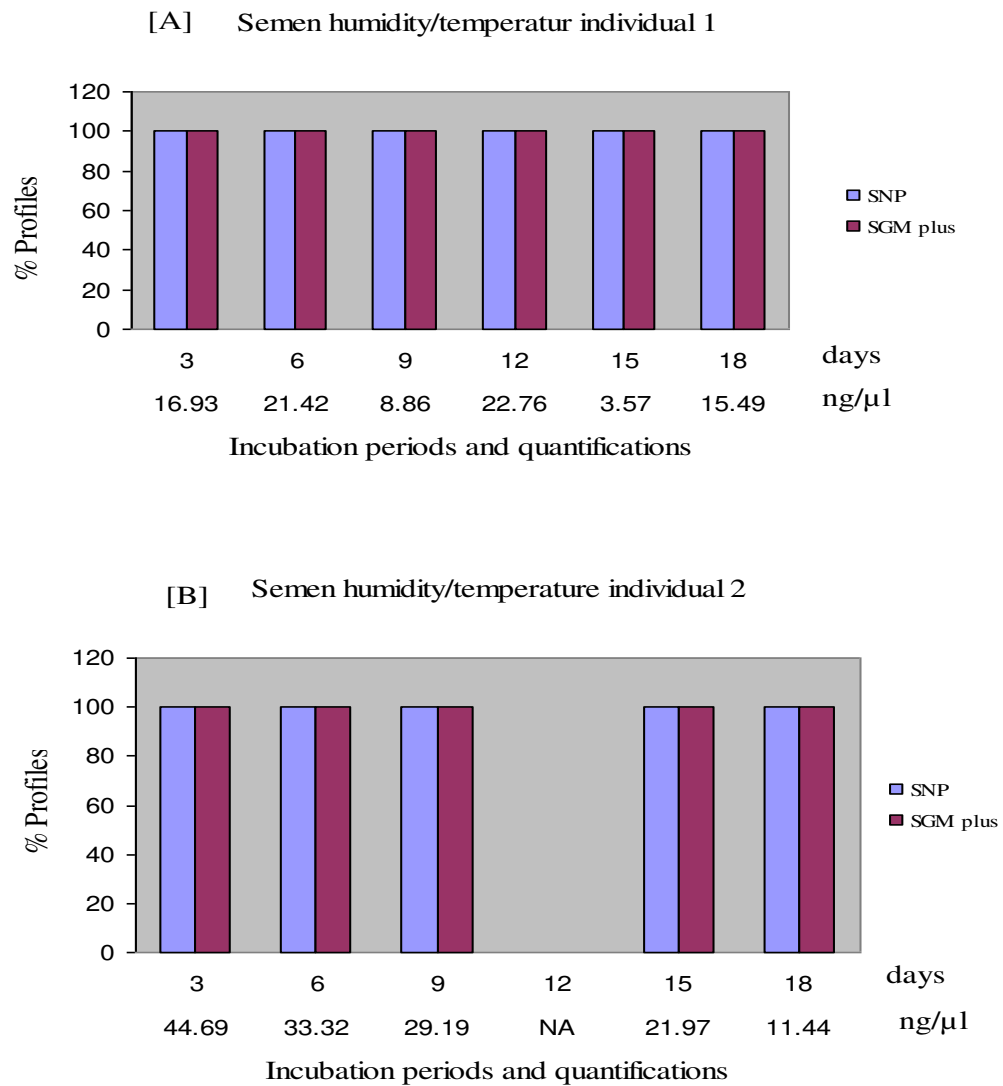 [A] Semen humidity/temperatur individual 1
120
100
80
60
40
20
0
% Profiles
SNP
SGM plus
3 6 9 12 15 18 days
16.93 21.42 8.86 22.76 3.57 15.49 ng/µl
Incubation periods and quantifications
[B] Semen humidity/temperature individual 2
120
100
80
60
40
20
0
% Profiles
SNP
SGM plus
3 6 9 12 15 18 days
44.69 33.32 29.19 NA 21.97 11.44 ng/µl
Incubation periods and quantifications